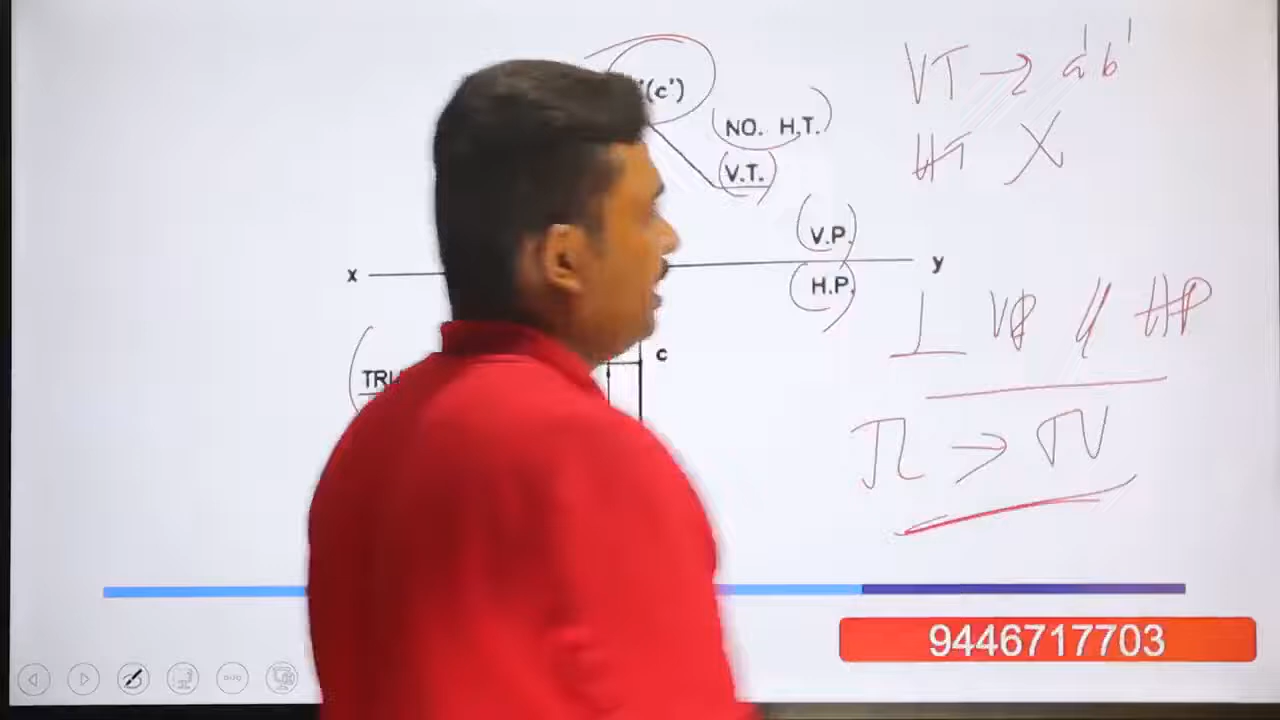 (c')
NO. H.T.
V.T.
VT → a' b'
HT X
V.P.
x y
H.P.
⊥ VP // HP
c
TRU
TL → TV
9446717703